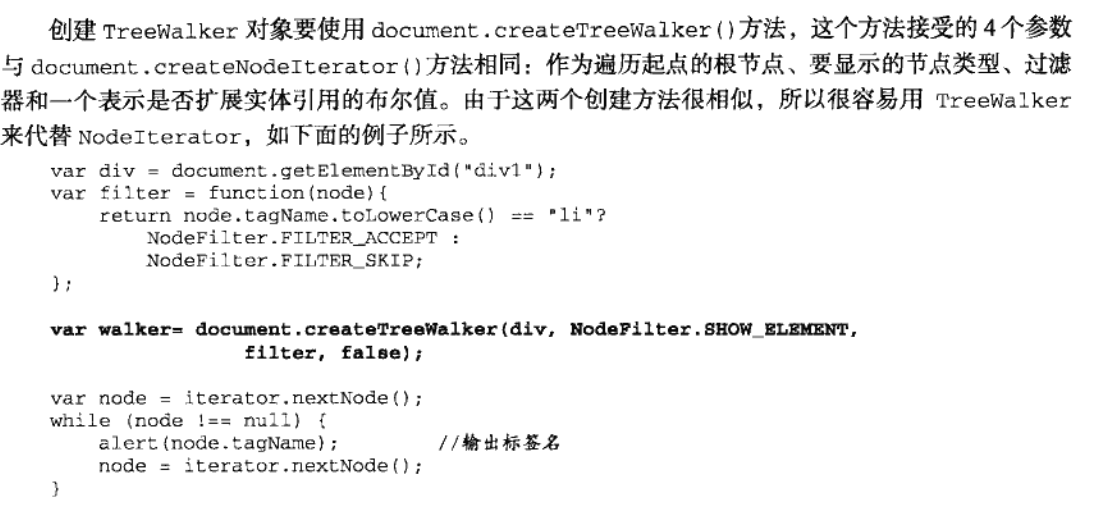 创建 TreeWalker 对象要使用 document.createTreeWalker()方法，这个方法接受的 4 个参数
与 document.createNodeIterator()方法相同：作为遍历起点的根节点、要显示的节点类型、过滤
器和一个表示是否扩展实体引用的布尔值。由于这两个创建方法很相似，所以很容易用 TreeWalker
来代替 NodeIterator，如下面的例子所示。
var div = document.getElementById("div1");
var filter = function(node){
    return node.tagName.toLowerCase() == "li"?
        NodeFilter.FILTER_ACCEPT :
        NodeFilter.FILTER_SKIP;
};
var walker= document.createTreeWalker(div, NodeFilter.SHOW_ELEMENT,
                filter, false);
var node = iterator.nextNode();
while (node !== null) {
    alert(node.tagName);        //输出标签名
    node = iterator.nextNode();
}